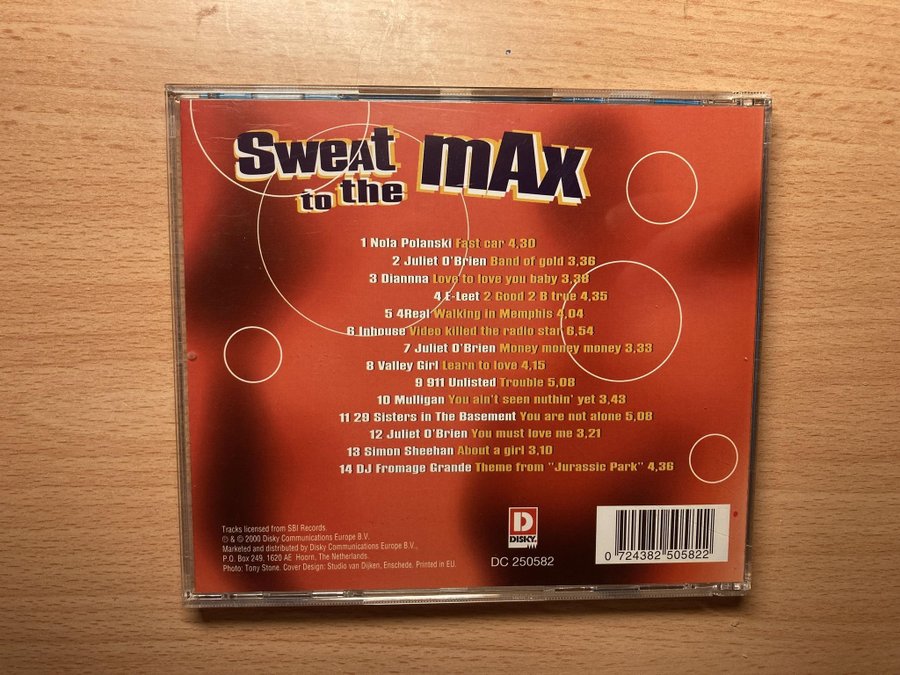 Sweat to the mAx
1 Nola Polanski Fast car 4,30
2 Juliet O'Brien Band of gold 3,36
3 Diannna Love to love you baby 3,38
4 E-Leet 2 Good 2 B true 4,35
5 4Real Walking in Memphis 4,04
6 Inhouse Video killed the radio star 6,54
7 Juliet O'Brien Money money money 3,33
8 Valley Girl Learn to love 4,15
9 911 Unlisted Trouble 5,08
10 Mulligan You ain't seen nuthin' yet 3,43
11 29 Sisters in The Basement You are not alone 5,08
12 Juliet O'Brien You must love me 3,21
13 Simon Sheehan About a girl 3,10
14 DJ Fromage Grande Theme from "Jurassic Park" 4,36
Tracks licensed from SBI Records.
℗ & © 2000 Disky Communications Europe B.V.
Marketed and distributed by Disky Communications Europe B.V.,
P.O. Box 249, 1620 AE Hoorn, The Netherlands.
Photo: Tony Stone. Cover Design: Studio van Dijken, Enschede. Printed in EU.
D
DISKY
DC 250582
0 724382 505822